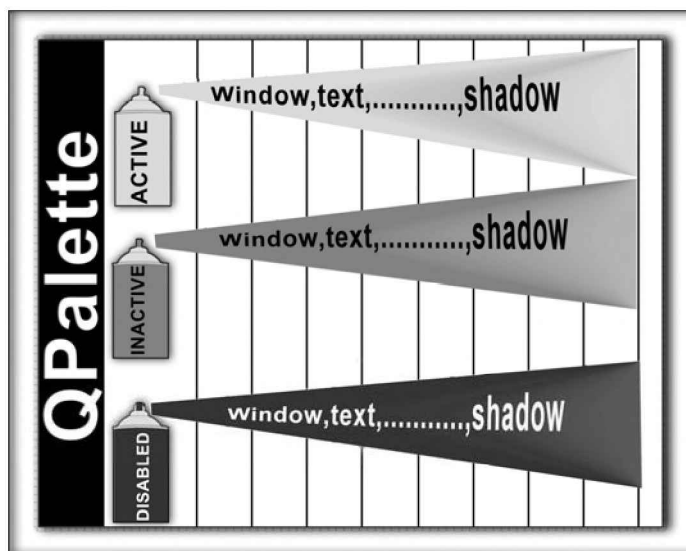 QPalette
ACTIVE
Window,text,............,shadow
INACTIVE
Window,text,............,shadow
DISABLED
Window,text,............,shadow